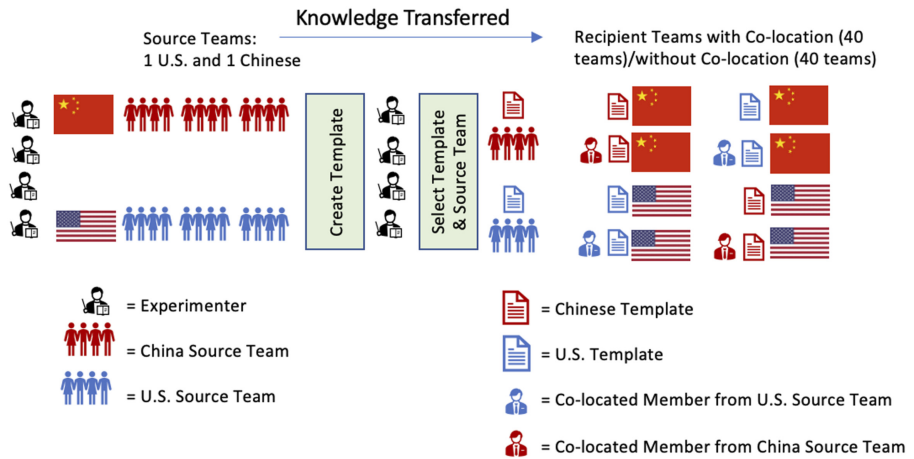 Knowledge Transferred
Source Teams:
1 U.S. and 1 Chinese
Recipient Teams with Co-location (40
teams)/without Co-location (40 teams)
Create Template
Select Template
& Source Team
= Experimenter
= China Source Team
= U.S. Source Team
= Chinese Template
= U.S. Template
= Co-located Member from U.S. Source Team
= Co-located Member from China Source Team